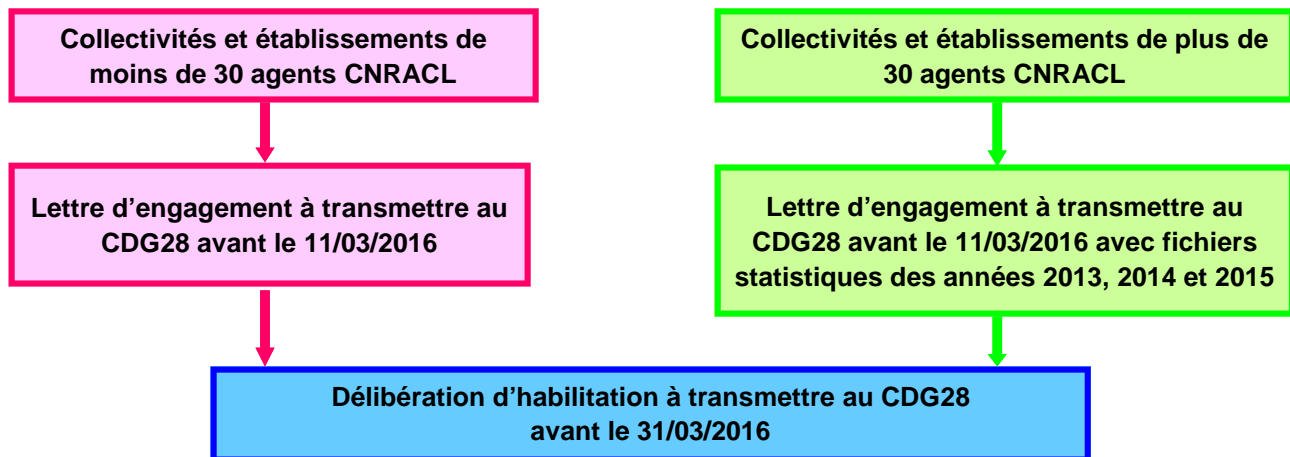 Collectivités et établissements de
moins de 30 agents CNRACL
Collectivités et établissements de plus de
30 agents CNRACL
Lettre d’engagement à transmettre au
CDG28 avant le 11/03/2016
Lettre d’engagement à transmettre au
CDG28 avant le 11/03/2016 avec fichiers
statistiques des années 2013, 2014 et 2015
Délibération d’habilitation à transmettre au CDG28
avant le 31/03/2016